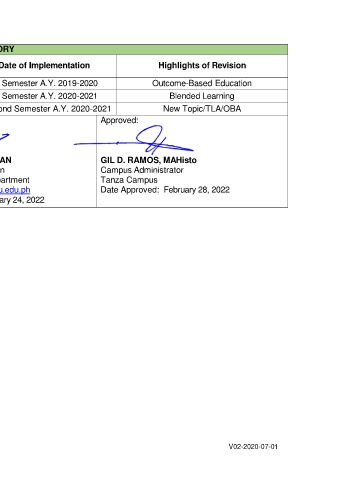 ORY
Date of Implementation Highlights of Revision
Semester A.Y. 2019-2020 Outcome-Based Education
Semester A.Y. 2020-2021 Blended Learning
ond Semester A.Y. 2020-2021 New Topic/TLA/OBA
Approved:
AN GIL D. RAMOS, MAHisto
n Campus Administrator
artment Tanza Campus
u.edu.ph Date Approved: February 28, 2022
ary 24, 2022
V02-2020-07-01